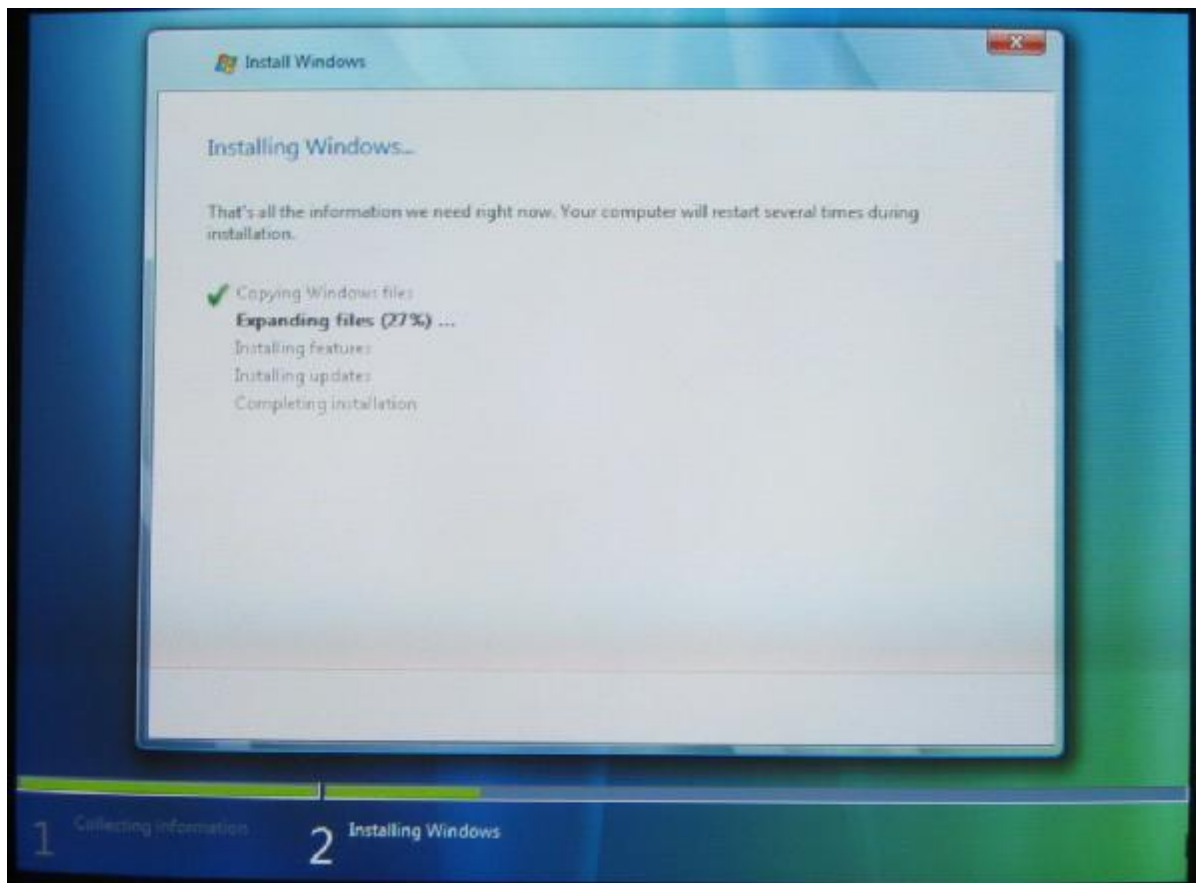 Install Windows
Installing Windows...
That's all the information we need right now. Your computer will restart several times during
installation.
Copying Windows files
Expanding files (27%) ...
Installing features
Installing updates
Completing installation
1 Collecting information
2 Installing Windows